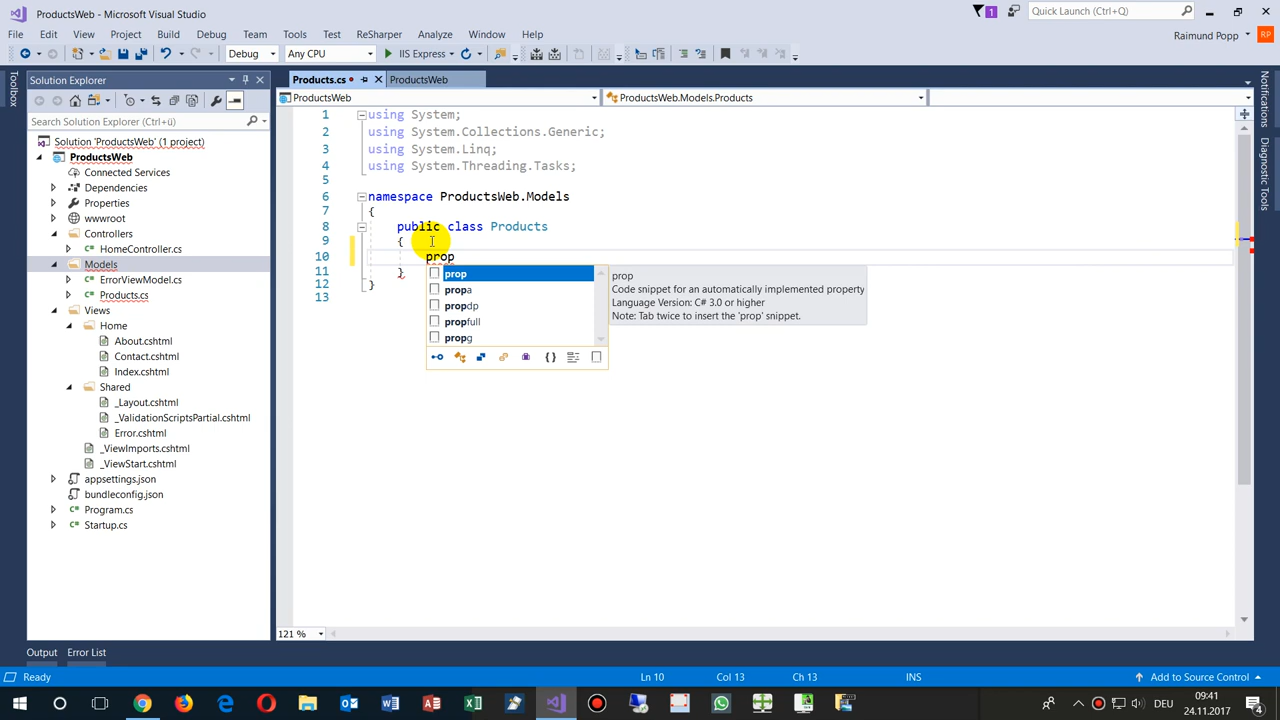 ProductsWeb - Microsoft Visual Studio
1
Quick Launch (Ctrl+Q)
File Edit View Project Build Debug Team Tools Test ReSharper Analyze Window Help
Raimund Popp RP
Debug Any CPU IIS Express
Toolbox
Solution Explorer
Search Solution Explorer (Ctrl+ü)
Solution 'ProductsWeb' (1 project)
ProductsWeb
Connected Services
Dependencies
Properties
wwwroot
Controllers
HomeController.cs
Models
ErrorViewModel.cs
Products.cs
Views
Home
About.cshtml
Contact.cshtml
Index.cshtml
Shared
_Layout.cshtml
_ValidationScriptsPartial.cshtml
Error.cshtml
_ViewImports.cshtml
_ViewStart.cshtml
appsettings.json
bundleconfig.json
Program.cs
Startup.cs
Products.cs ProductsWeb
ProductsWeb ProductsWeb.Models.Products
1 using System;
2 using System.Collections.Generic;
3 using System.Linq;
4 using System.Threading.Tasks;
5
6 namespace ProductsWeb.Models
7 {
8 public class Products
9 {
10 prop
11 }
12 }
13
prop
propa
propdp
propfull
propg
prop
Code snippet for an automatically implemented property
Language Version: C# 3.0 or higher
Note: Tab twice to insert the 'prop' snippet.
Notifications
Diagnostic Tools
121 %
Output Error List
Ready Ln 10 Col 13 Ch 13 INS Add to Source Control
DEU 09:41
24.11.2017
4